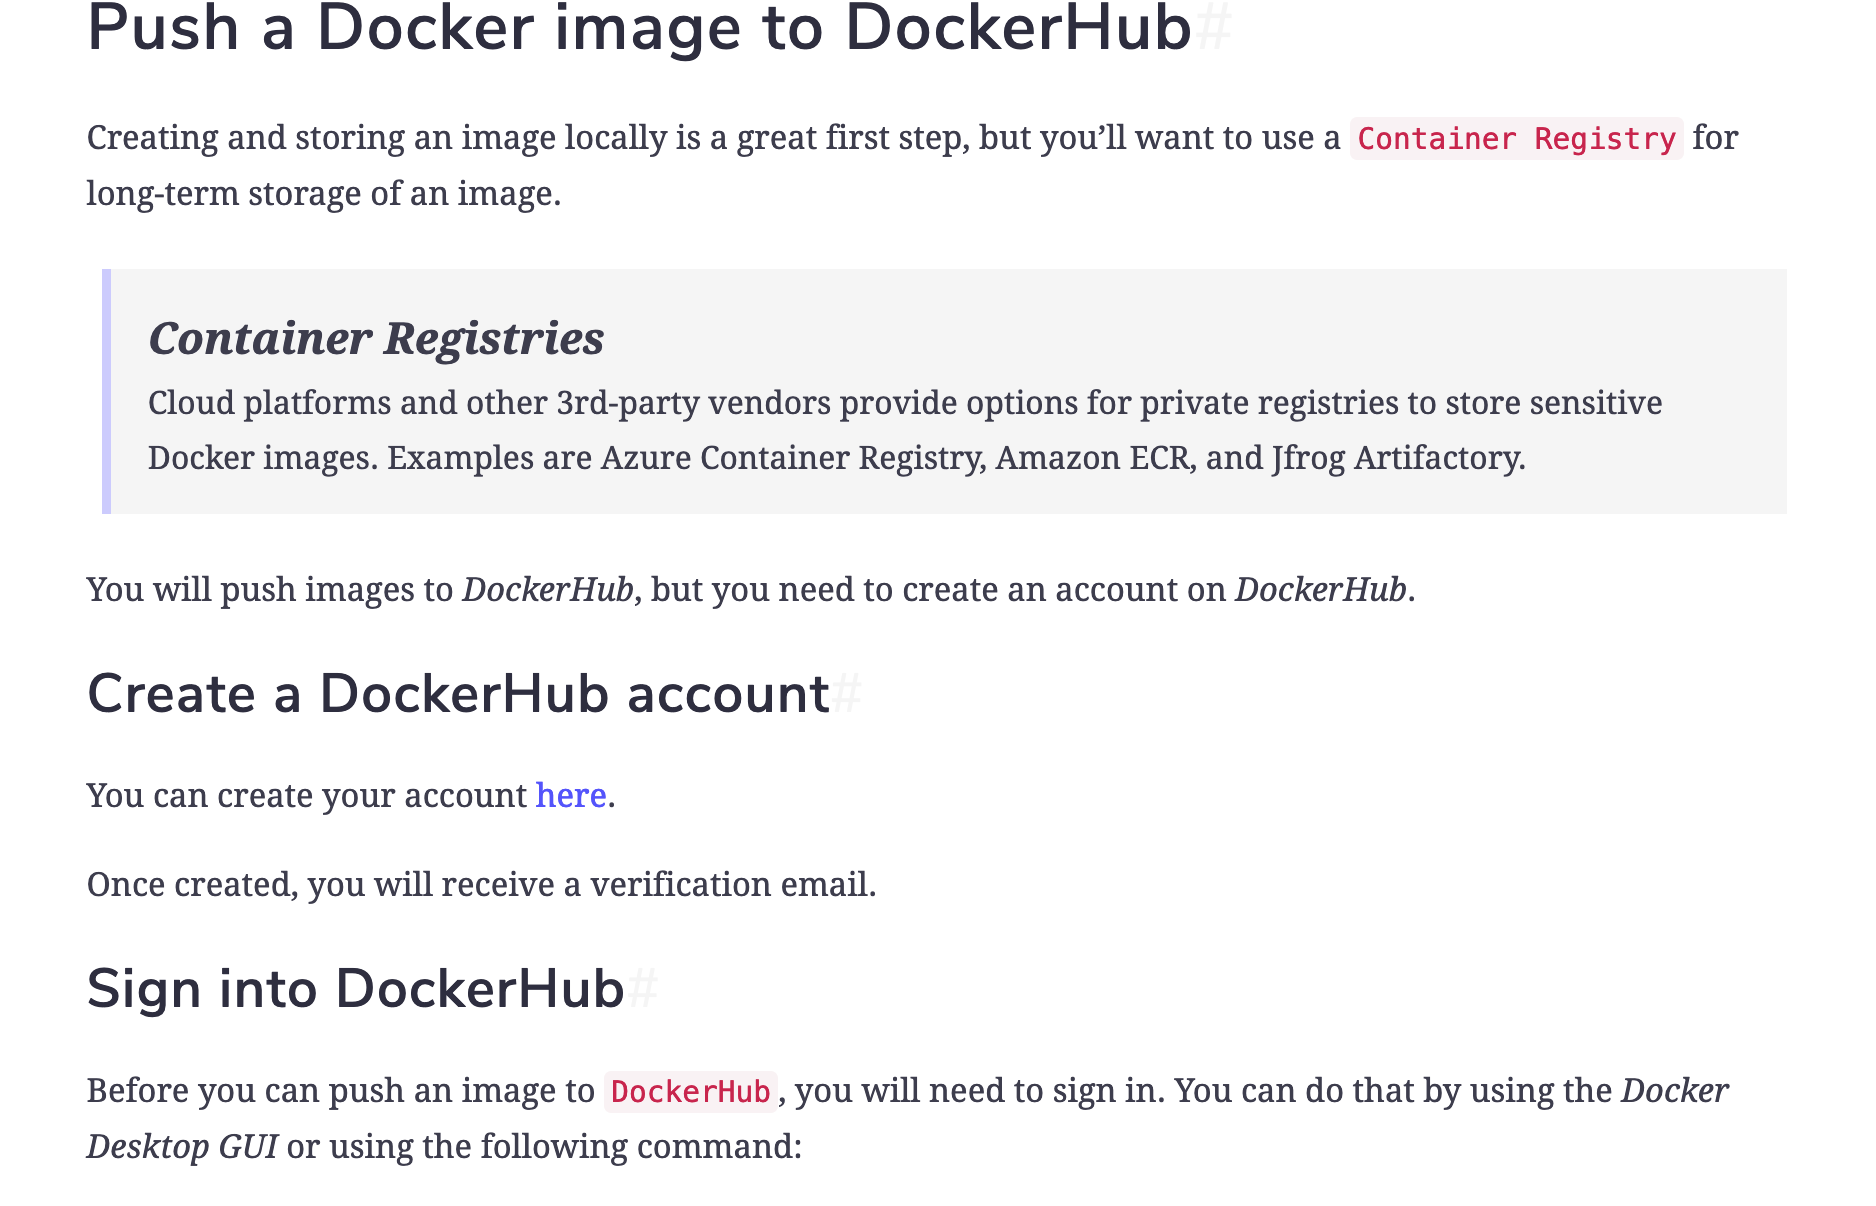 Push a Docker image to DockerHub#
Creating and storing an image locally is a great first step, but you’ll want to use a Container Registry for
long-term storage of an image.
Container Registries
Cloud platforms and other 3rd-party vendors provide options for private registries to store sensitive
Docker images. Examples are Azure Container Registry, Amazon ECR, and Jfrog Artifactory.
You will push images to DockerHub, but you need to create an account on DockerHub.
Create a DockerHub account#
You can create your account here.
Once created, you will receive a verification email.
Sign into DockerHub#
Before you can push an image to DockerHub, you will need to sign in. You can do that by using the Docker
Desktop GUI or using the following command: